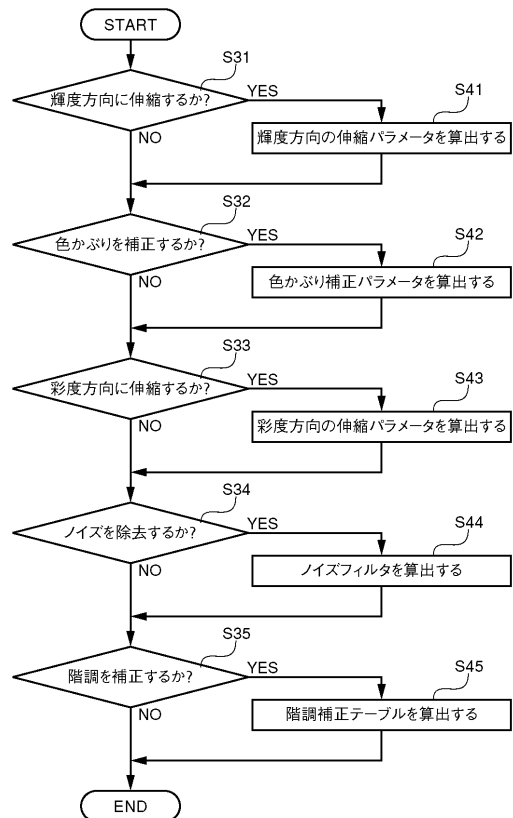 START
S31
輝度方向に伸縮するか?
YES
S41
輝度方向の伸縮パラメータを算出する
NO
S32
色かぶりを補正するか?
YES
S42
色かぶり補正パラメータを算出する
NO
S33
彩度方向に伸縮するか?
YES
S43
彩度方向の伸縮パラメータを算出する
NO
S34
ノイズを除去するか?
YES
S44
ノイズフィルタを算出する
NO
S35
階調を補正するか?
YES
S45
階調補正テーブルを算出する
NO
END